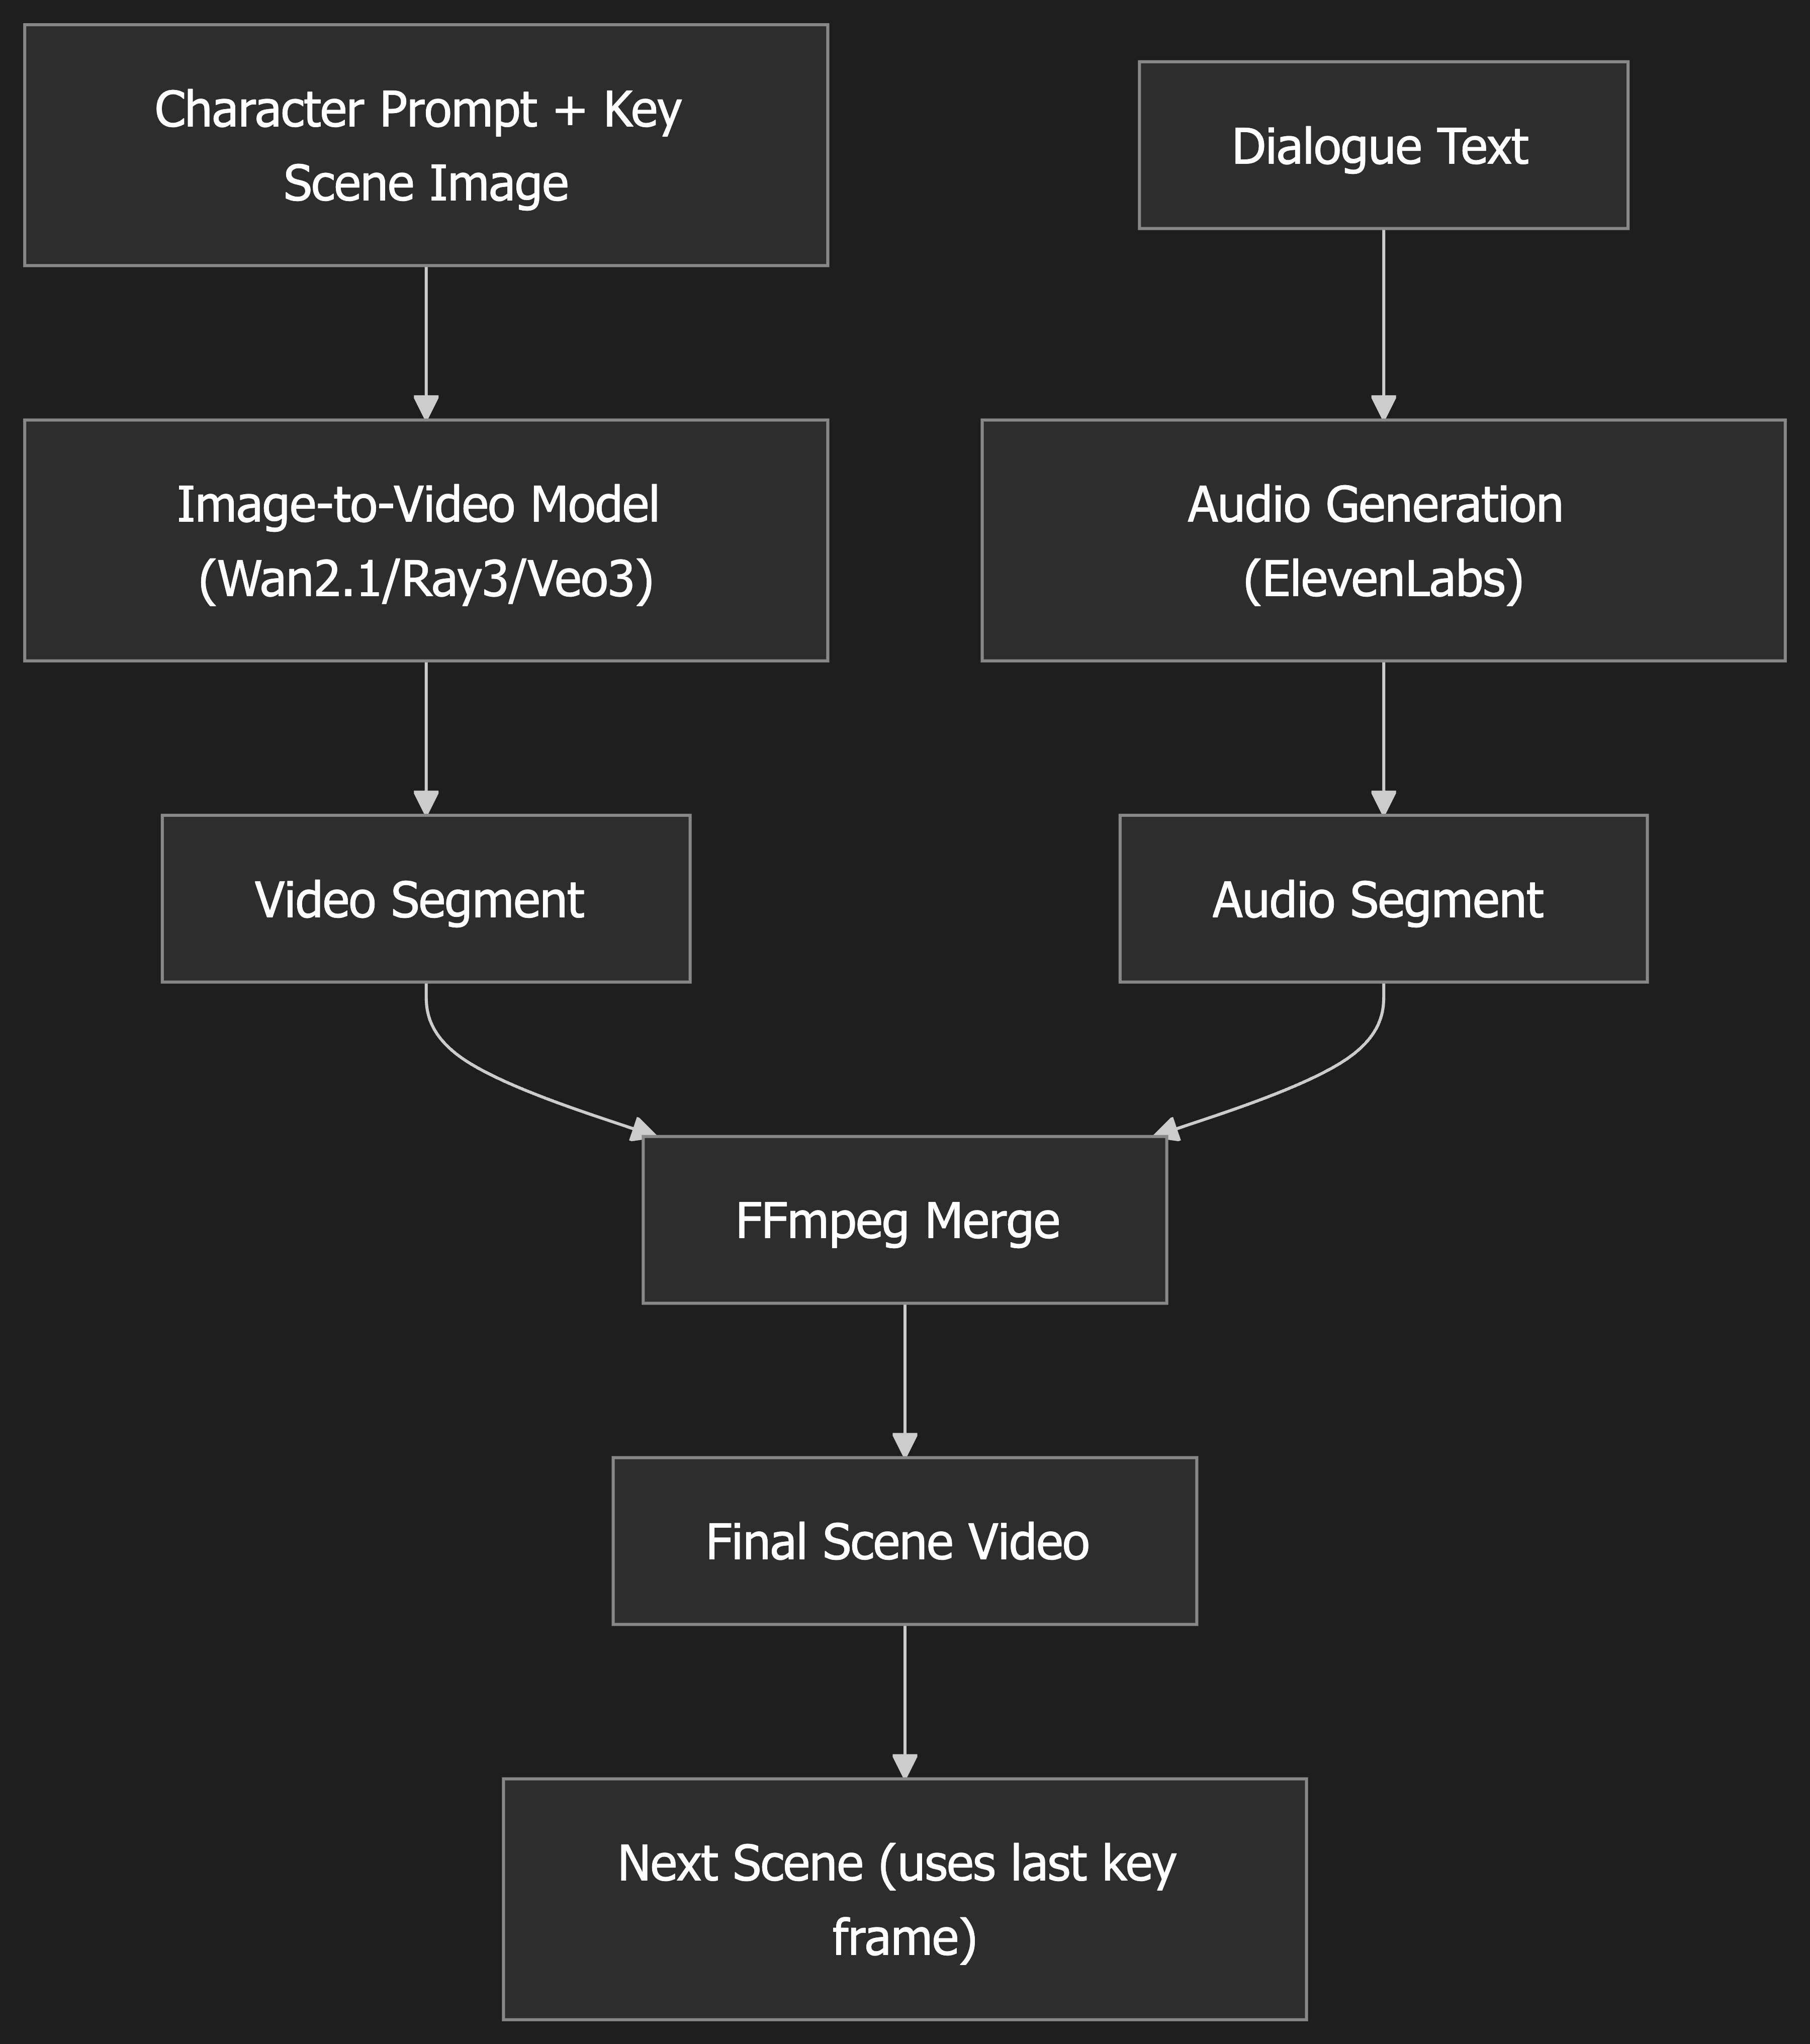 Character Prompt + Key
Scene Image
Dialogue Text
Image-to-Video Model
(Wan2.1/Ray3/Veo3)
Audio Generation
(ElevenLabs)
Video Segment
Audio Segment
FFmpeg Merge
Final Scene Video
Next Scene (uses last key
frame)